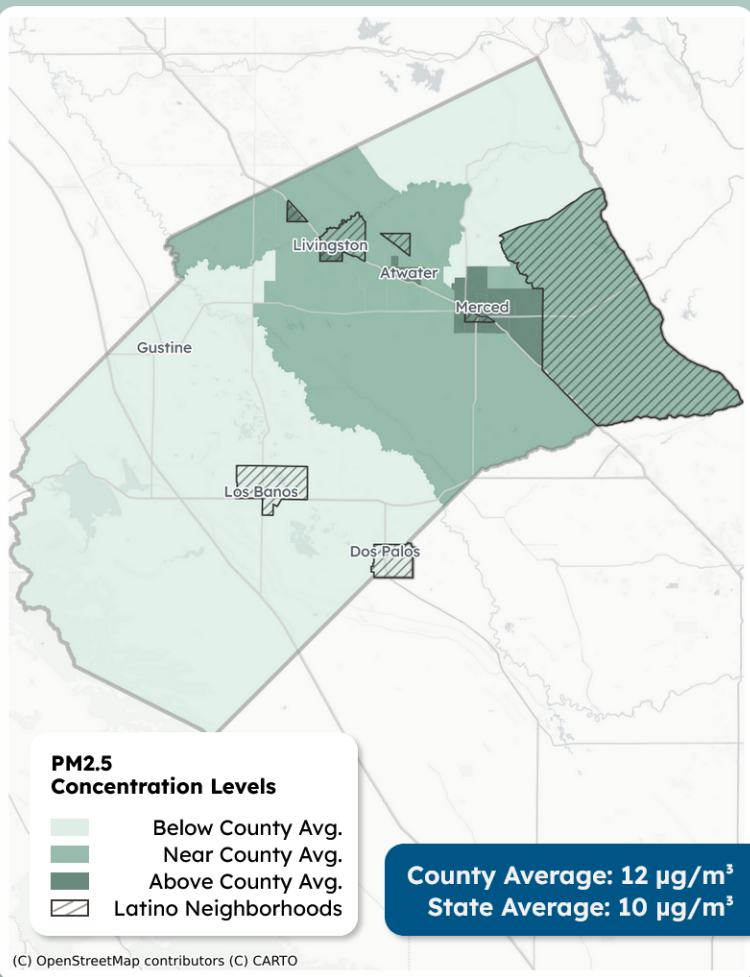 Livingston
Atwater
Merced
Gustine
Los Banos
Dos Palos
PM2.5
Concentration Levels
Below County Avg.
Near County Avg.
Above County Avg.
Latino Neighborhoods
County Average: 12 µg/m³
State Average: 10 µg/m³
(C) OpenStreetMap contributors (C) CARTO